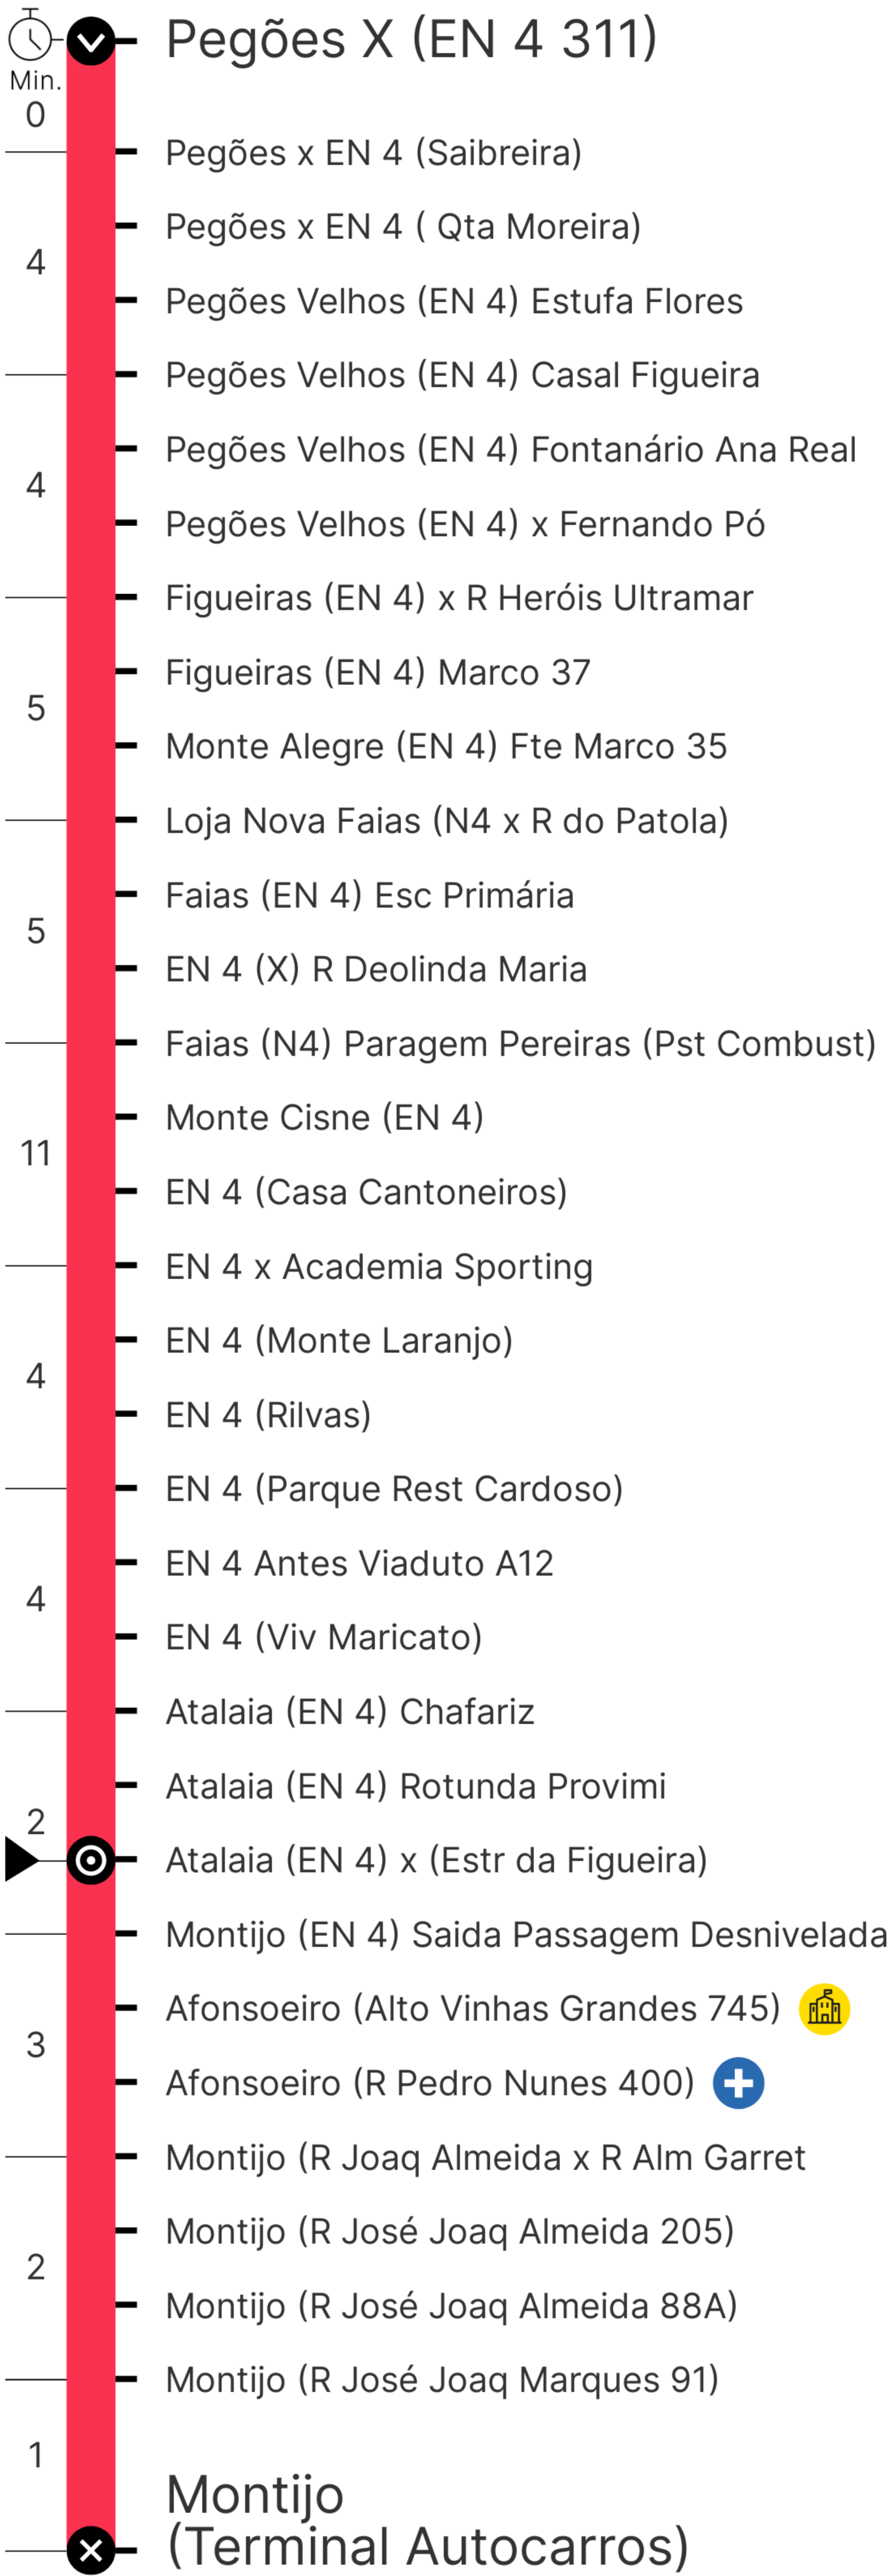 Pegões X (EN 4 311)
Min.
0
Pegões x EN 4 (Saibreira)
Pegões x EN 4 ( Qta Moreira)
4
Pegões Velhos (EN 4) Estufa Flores
Pegões Velhos (EN 4) Casal Figueira
Pegões Velhos (EN 4) Fontanário Ana Real
4
Pegões Velhos (EN 4) x Fernando Pó
Figueiras (EN 4) x R Heróis Ultramar
Figueiras (EN 4) Marco 37
5
Monte Alegre (EN 4) Fte Marco 35
Loja Nova Faias (N4 x R do Patola)
Faias (EN 4) Esc Primária
5
EN 4 (X) R Deolinda Maria
Faias (N4) Paragem Pereiras (Pst Combust)
Monte Cisne (EN 4)
11
EN 4 (Casa Cantoneiros)
EN 4 x Academia Sporting
EN 4 (Monte Laranjo)
4
EN 4 (Rilvas)
EN 4 (Parque Rest Cardoso)
EN 4 Antes Viaduto A12
4
EN 4 (Viv Maricato)
Atalaia (EN 4) Chafariz
Atalaia (EN 4) Rotunda Provimi
2
Atalaia (EN 4) x (Estr da Figueira)
Montijo (EN 4) Saida Passagem Desnivelada
Afonsoeiro (Alto Vinhas Grandes 745)
3
Afonsoeiro (R Pedro Nunes 400)
Montijo (R Joaq Almeida x R Alm Garret
Montijo (R José Joaq Almeida 205)
2
Montijo (R José Joaq Almeida 88A)
Montijo (R José Joaq Marques 91)
1
Montijo
(Terminal Autocarros)